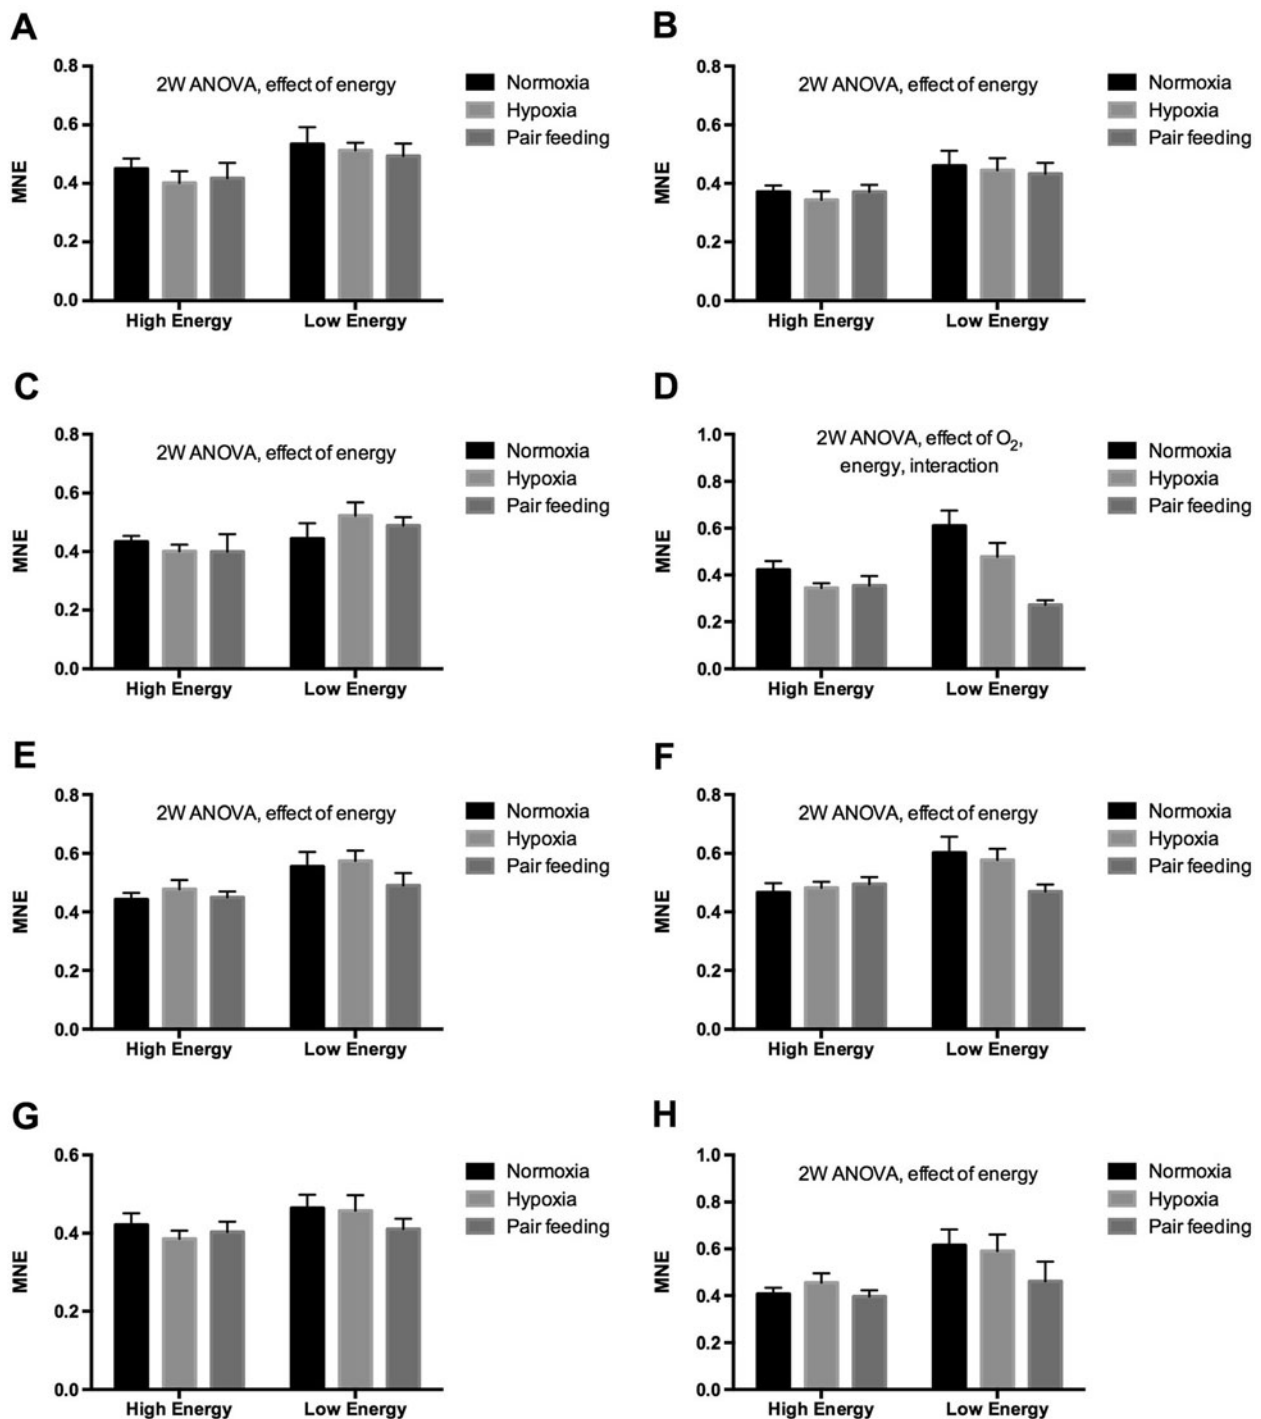 A
0.8
0.6
0.4
0.2
0.0
MNE
2W ANOVA, effect of energy
Normoxia
Hypoxia
Pair feeding
High Energy
Low Energy
B
0.8
0.6
0.4
0.2
0.0
MNE
2W ANOVA, effect of energy
Normoxia
Hypoxia
Pair feeding
High Energy
Low Energy
C
0.8
0.6
0.4
0.2
0.0
MNE
2W ANOVA, effect of energy
Normoxia
Hypoxia
Pair feeding
High Energy
Low Energy
D
1.0
0.8
0.6
0.4
0.2
0.0
MNE
2W ANOVA, effect of O2,
energy, interaction
Normoxia
Hypoxia
Pair feeding
High Energy
Low Energy
E
0.8
0.6
0.4
0.2
0.0
MNE
2W ANOVA, effect of energy
Normoxia
Hypoxia
Pair feeding
High Energy
Low Energy
F
0.8
0.6
0.4
0.2
0.0
MNE
2W ANOVA, effect of energy
Normoxia
Hypoxia
Pair feeding
High Energy
Low Energy
G
0.6
0.4
0.2
0.0
MNE
Normoxia
Hypoxia
Pair feeding
High Energy
Low Energy
H
1.0
0.8
0.6
0.4
0.2
0.0
MNE
2W ANOVA, effect of energy
Normoxia
Hypoxia
Pair feeding
High Energy
Low Energy